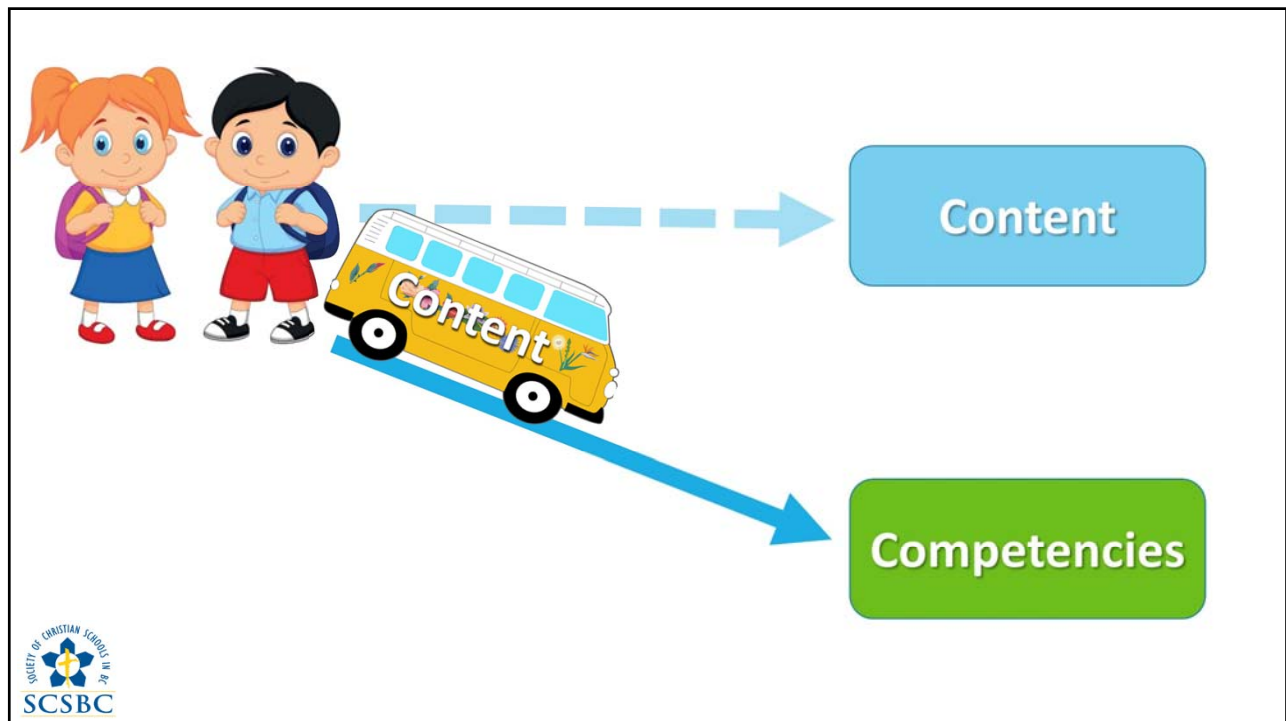 Content
Content
Competencies
SOCIETY OF CHRISTIAN SCHOOLS IN BC
SCSBC